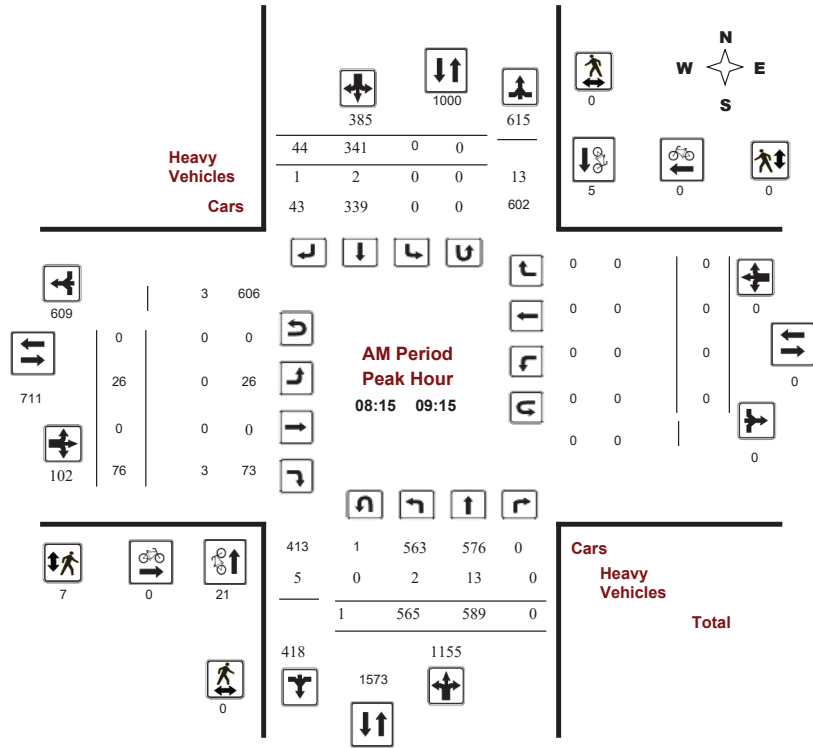 N
W E
S
1000
385 615
0
44 341 0 0
Heavy
Vehicles
1 2 0 0 13
5 0 0
Cars 43 339 0 0 602
0 0 0
3 606
609 0
0 0 0 0 0 0
AM Period
Peak Hour
26 0 26 0 0 0
711 0
08:15 09:15
0 0 0 0 0 0
0 0
102 76 3 73 0
413 1 563 576 0 Cars
5 0 2 13 0 Heavy
Vehicles
7 0 21
1 565 589 0 Total
418 1155
1573
0